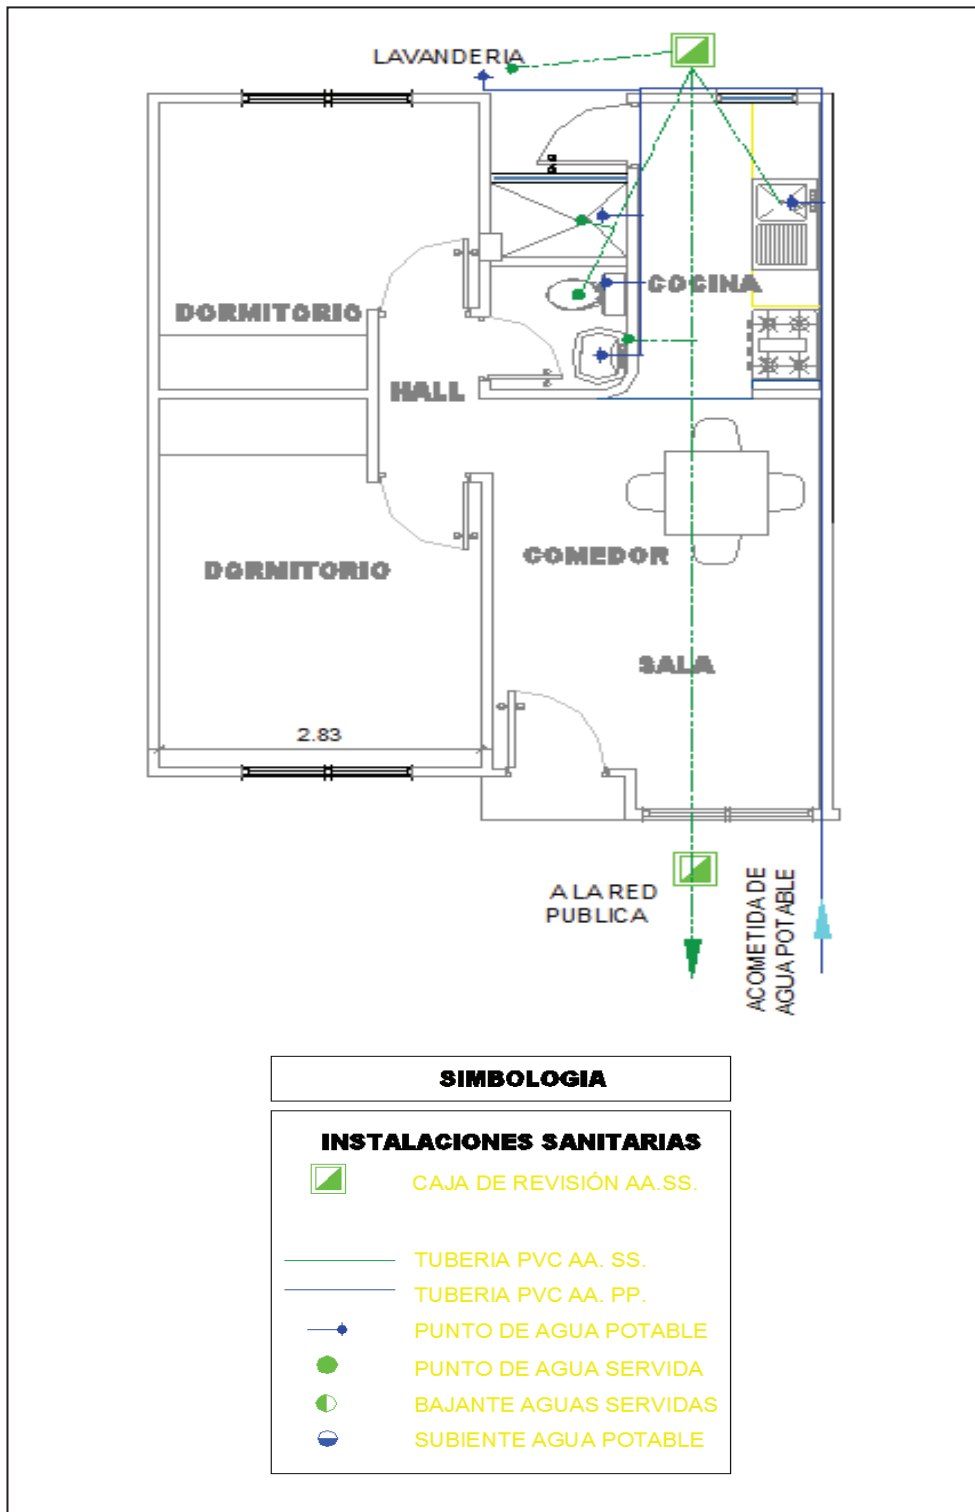 LAVANDERIA
DORMITORIO
COCINA
HALL
COMEDOR
DORMITORIO
SALA
2.83
A LA RED
PUBLICA
ACOMETIDA DE
AGUA POTABLE
SIMBOLOGIA
INSTALACIONES SANITARIAS
CAJA DE REVISIÓN AA.SS.
TUBERIA PVC AA. SS.
TUBERIA PVC AA. PP.
PUNTO DE AGUA POTABLE
PUNTO DE AGUA SERVIDA
BAJANTE AGUAS SERVIDAS
SUBIENTE AGUA POTABLE